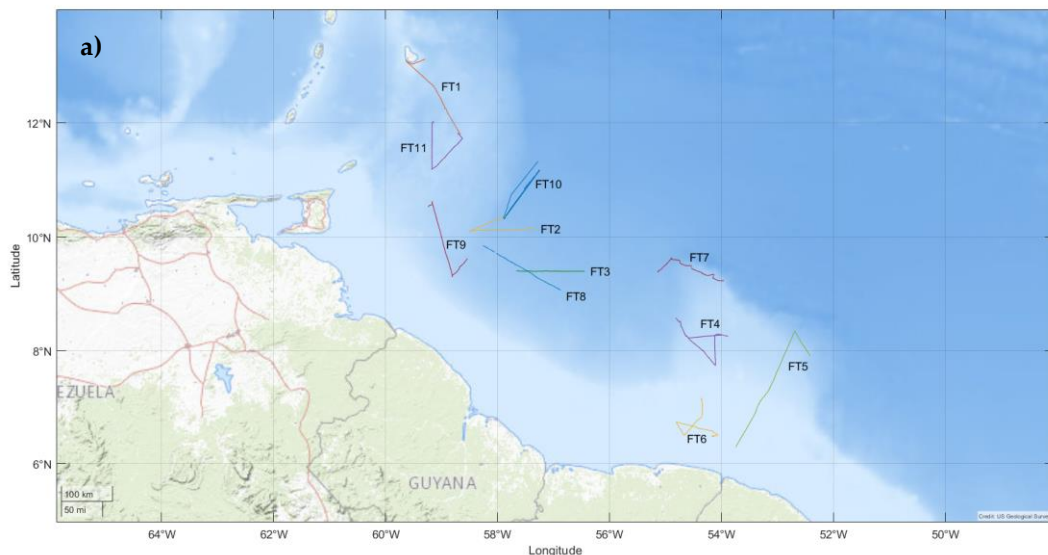 a)
FT1
12°N
FT11
FT10
FT2
10°N
FT9
FT3
FT7
FT8
FT4
8°N
FT5
EZUELA
FT6
6°N
GUYANA
100 km
50 mi
Credit: US Geological Survey
64°W 62°W 60°W 58°W 56°W 54°W 52°W 50°W
Longitude
Latitude